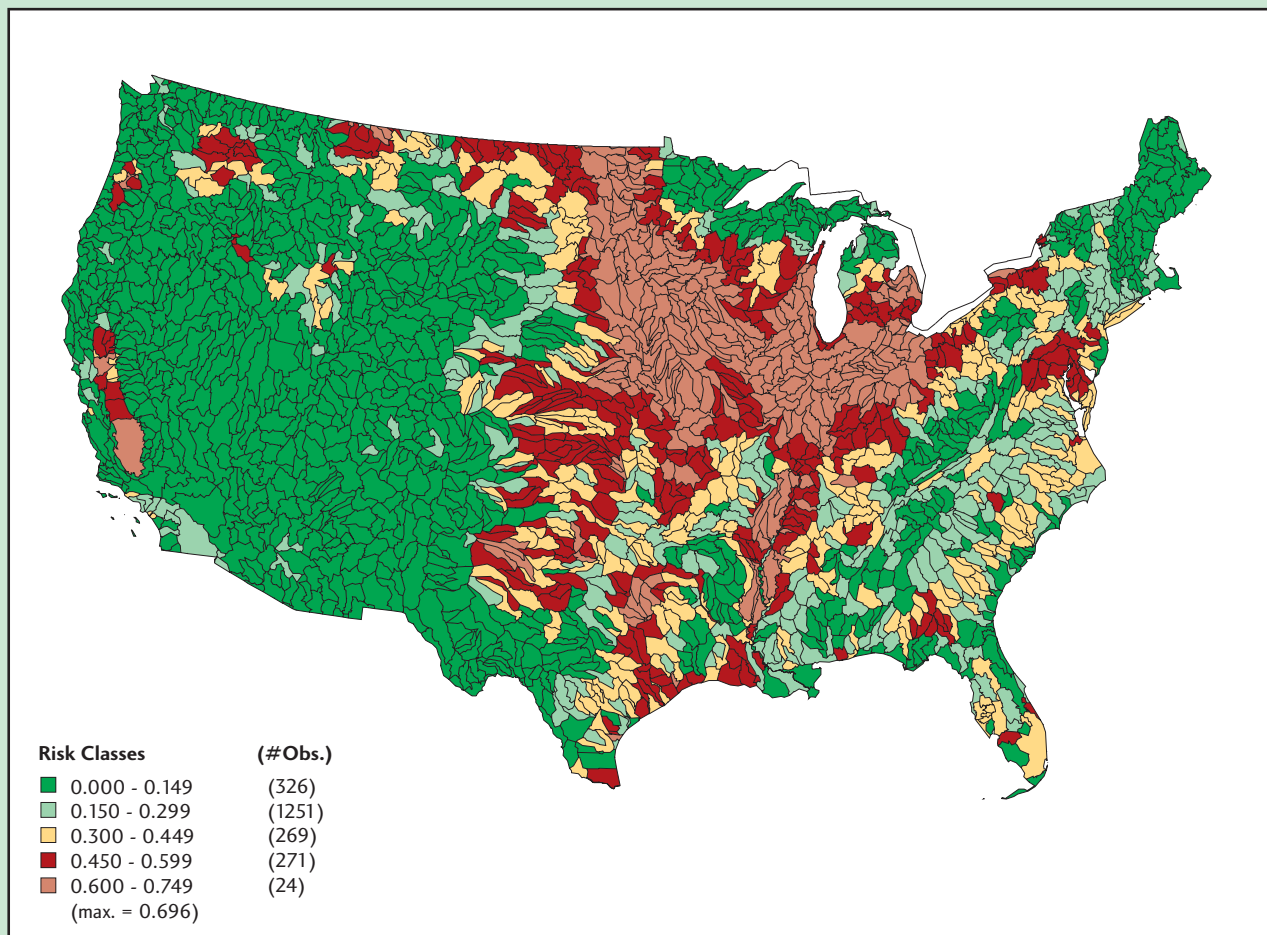 Risk Classes (#Obs.)
0.000 - 0.149 (326)
0.150 - 0.299 (1251)
0.300 - 0.449 (269)
0.450 - 0.599 (271)
0.600 - 0.749 (24)
(max. = 0.696)